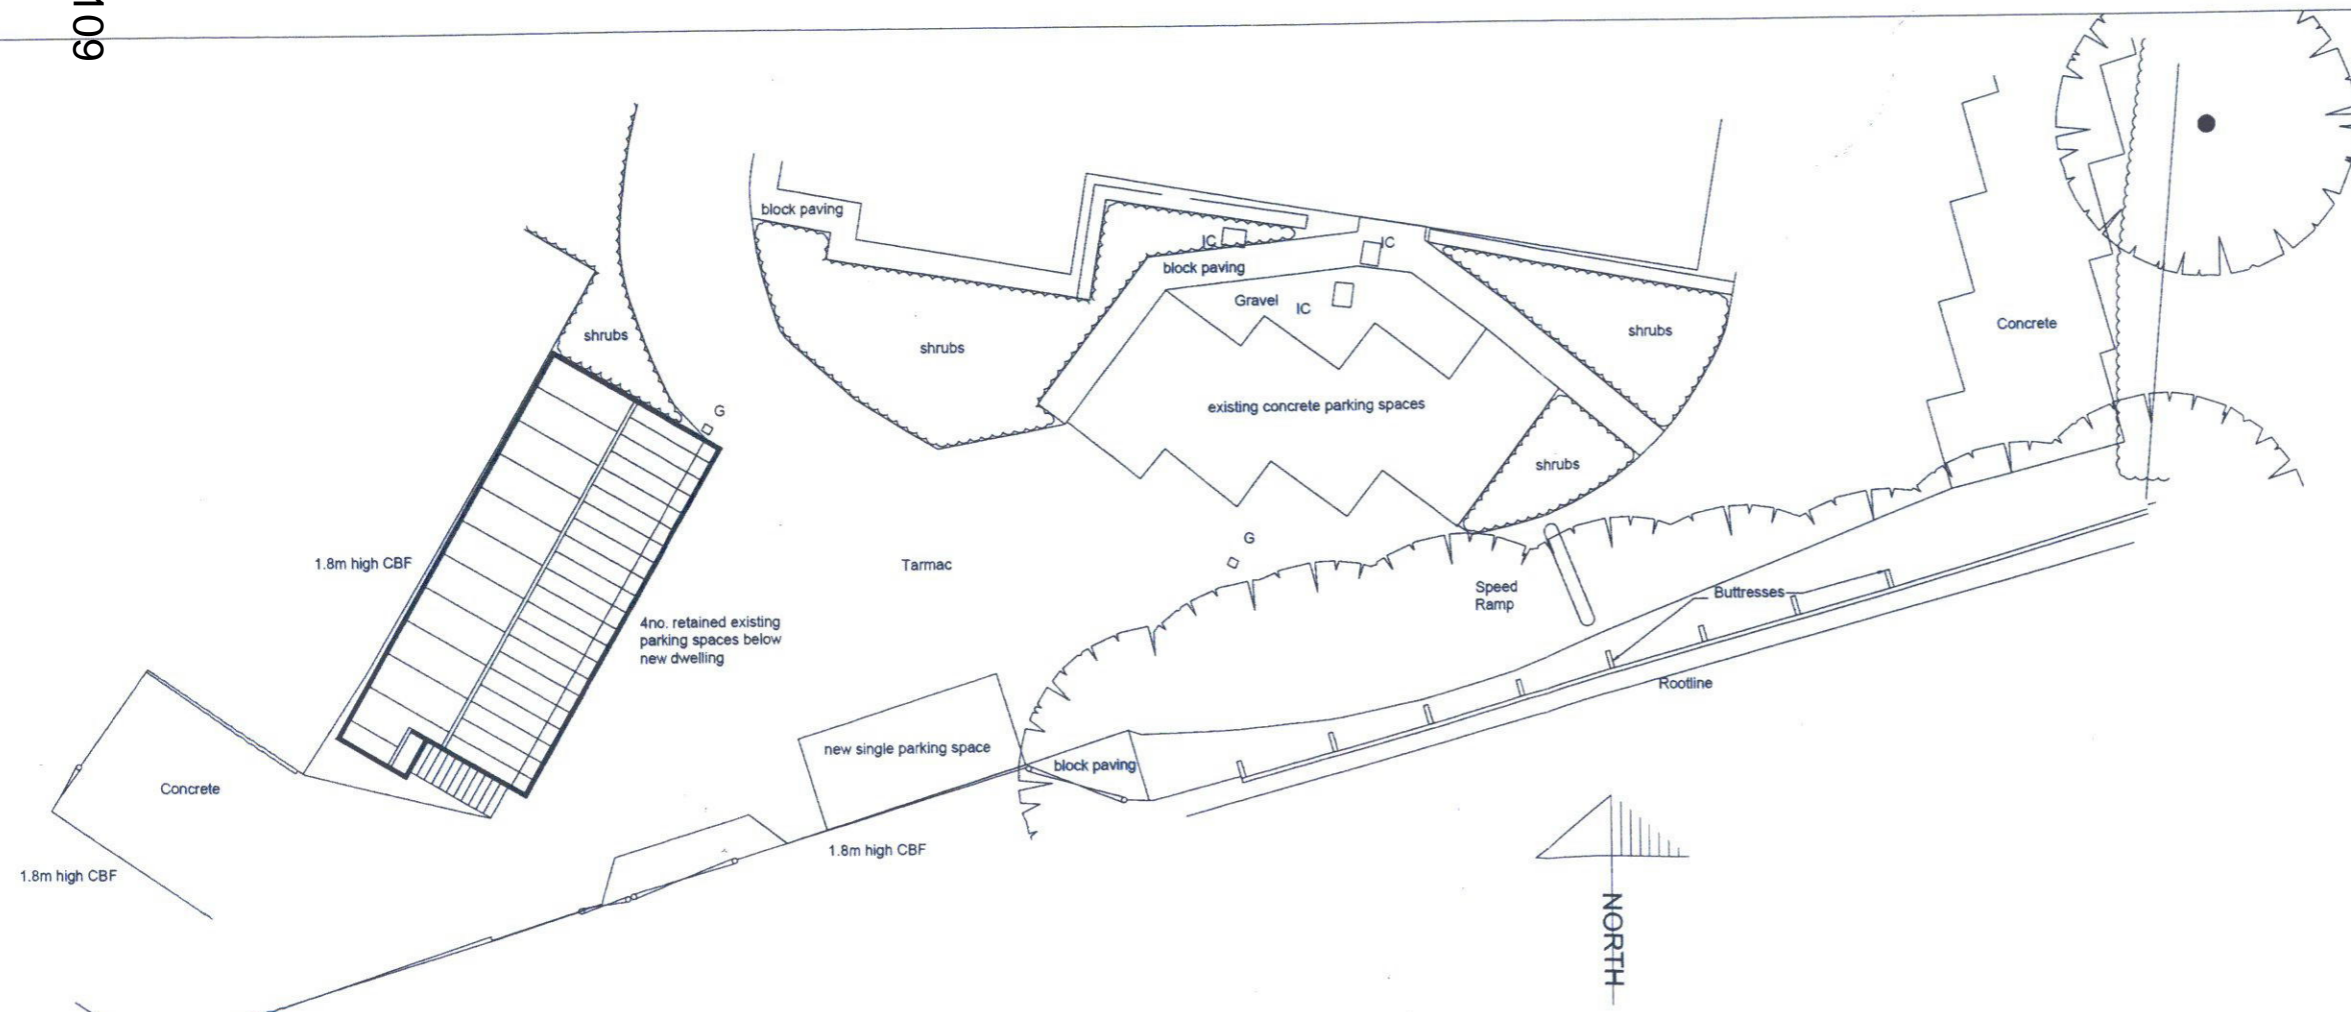 109
block paving
IC
IC
block paving
Gravel
IC
shrubs
shrubs
shrubs
Concrete
G
existing concrete parking spaces
shrubs
1.8m high CBF
Tarmac
G
Speed
Ramp
Buttresses
4no. retained existing
parking spaces below
new dwelling
Rootline
new single parking space
block paving
Concrete
1.8m high CBF
1.8m high CBF
NORTH